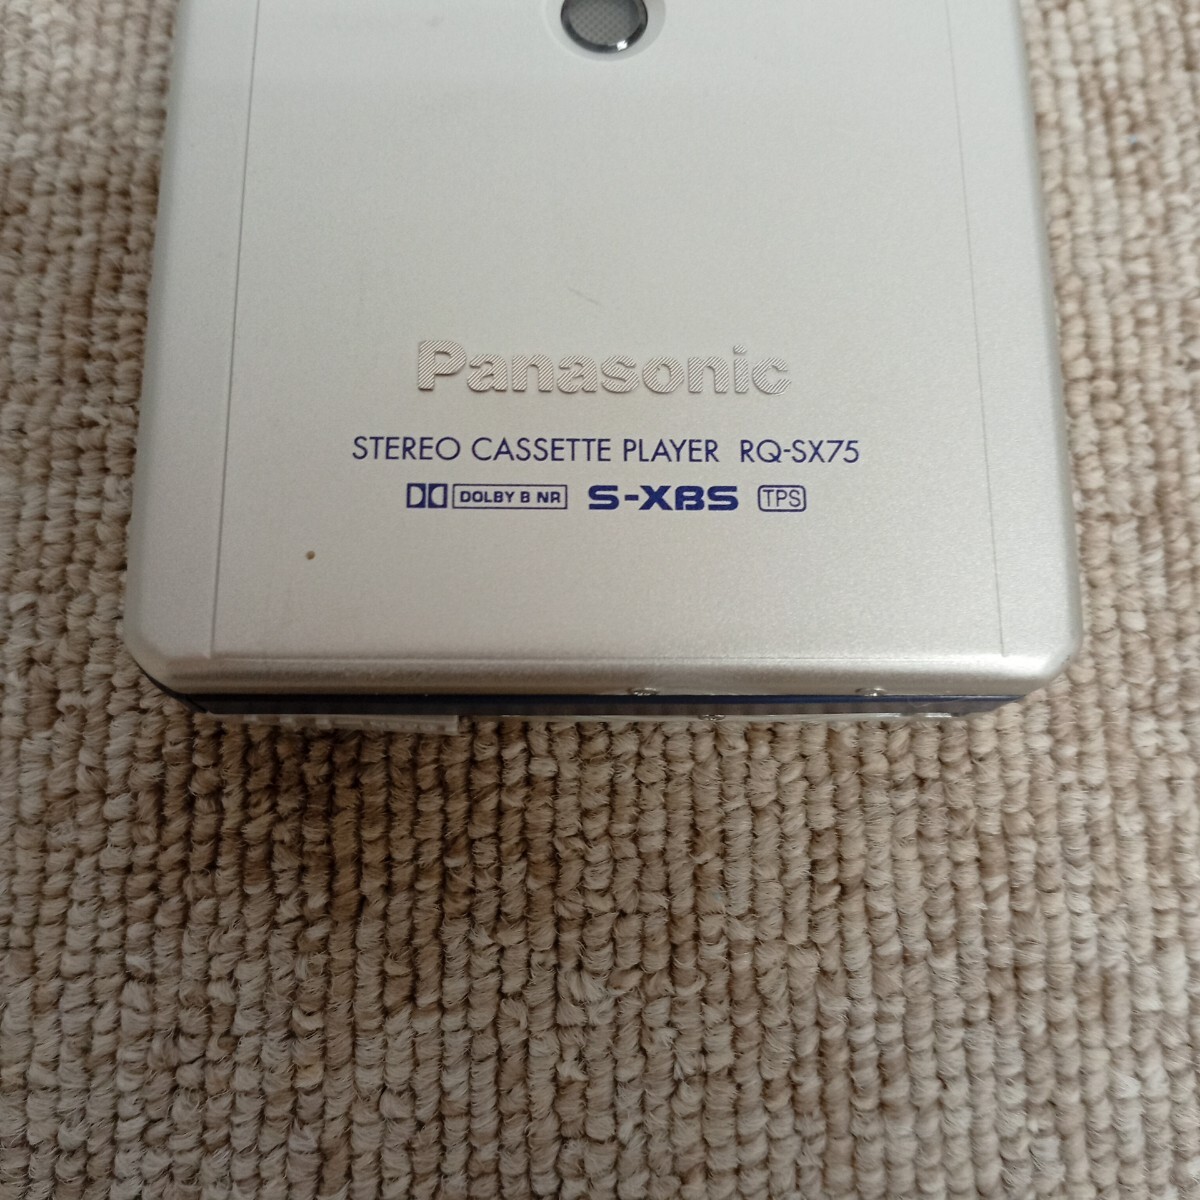 Panasonic
STEREO CASSETTE PLAYER RQ-SX75
DOLBY B NR S-XBS TPS